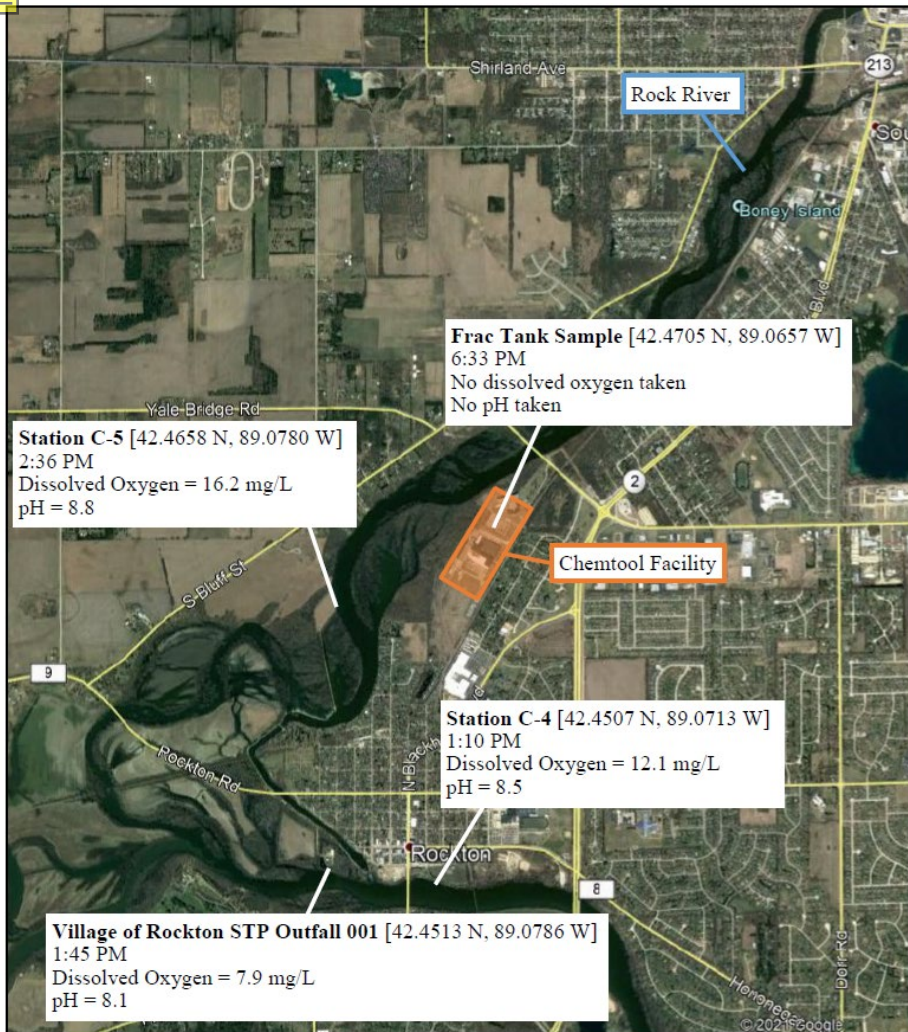 Shirland Ave
213
Rock River
Sou
Boney Island
Blvd
Frac Tank Sample [42.4705 N, 89.0657 W]
6:33 PM
No dissolved oxygen taken
No pH taken
Yale Bridge Rd
Station C-5 [42.4658 N, 89.0780 W]
2:36 PM
Dissolved Oxygen = 16.2 mg/L
pH = 8.8
2
Chemtool Facility
S Bluff St
9
Station C-4 [42.4507 N, 89.0713 W]
1:10 PM
Dissolved Oxygen = 12.1 mg/L
pH = 8.5
N Blackh
rd
Rockton Rd
Rockton
8
Village of Rockton STP Outfall 001 [42.4513 N, 89.0786 W]
1:45 PM
Dissolved Oxygen = 7.9 mg/L
pH = 8.1
Dorr Rd
© 2021 Google